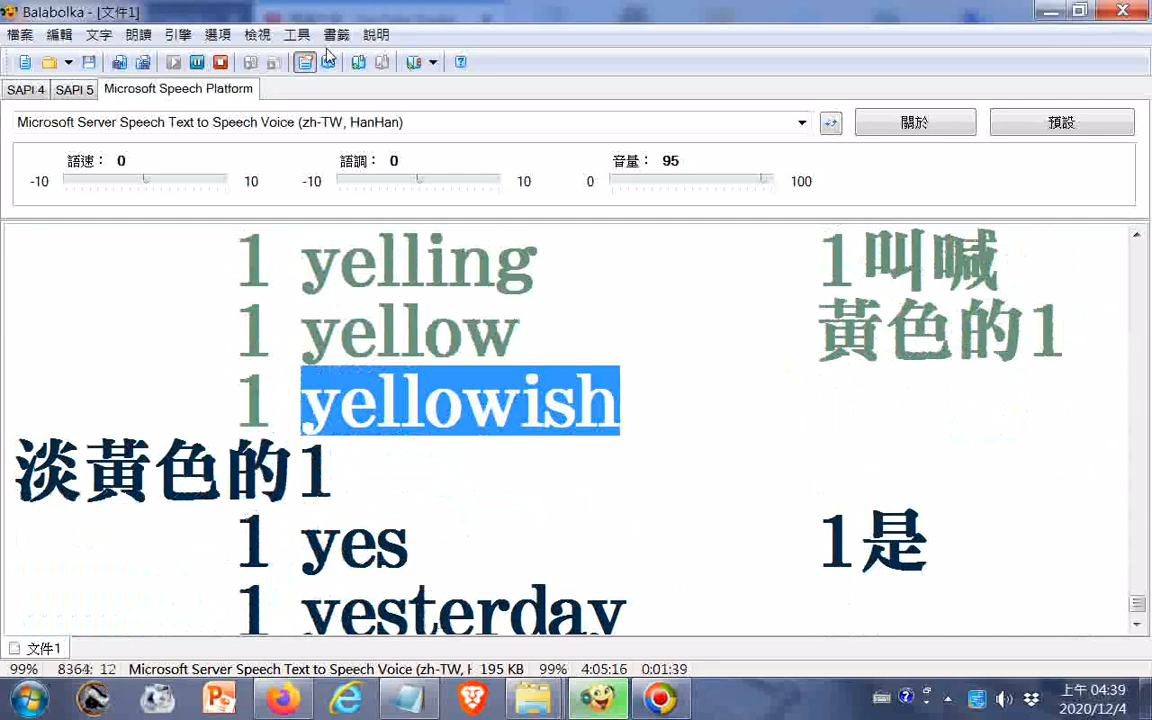 Balabolka - [文件1]
檔案 編輯 文字 朗讀 引擎 選項 檢視 工具 書籤 說明
SAPI 4 SAPI 5 Microsoft Speech Platform
Microsoft Server Speech Text to Speech Voice (zh-TW, HanHan) 關於 預設
語速： 0 語調： 0 音量： 95
-10 10 -10 10 0 100
1 yelling 1叫喊
1 yellow 黃色的1
1 yellowish
淡黃色的1
1 yes 1是
1 yesterday
文件1
99% 8364: 12 Microsoft Server Speech Text to Speech Voice (zh-TW, H 195 KB 99% 4:05:16 0:01:39
上午 04:39
2020/12/4